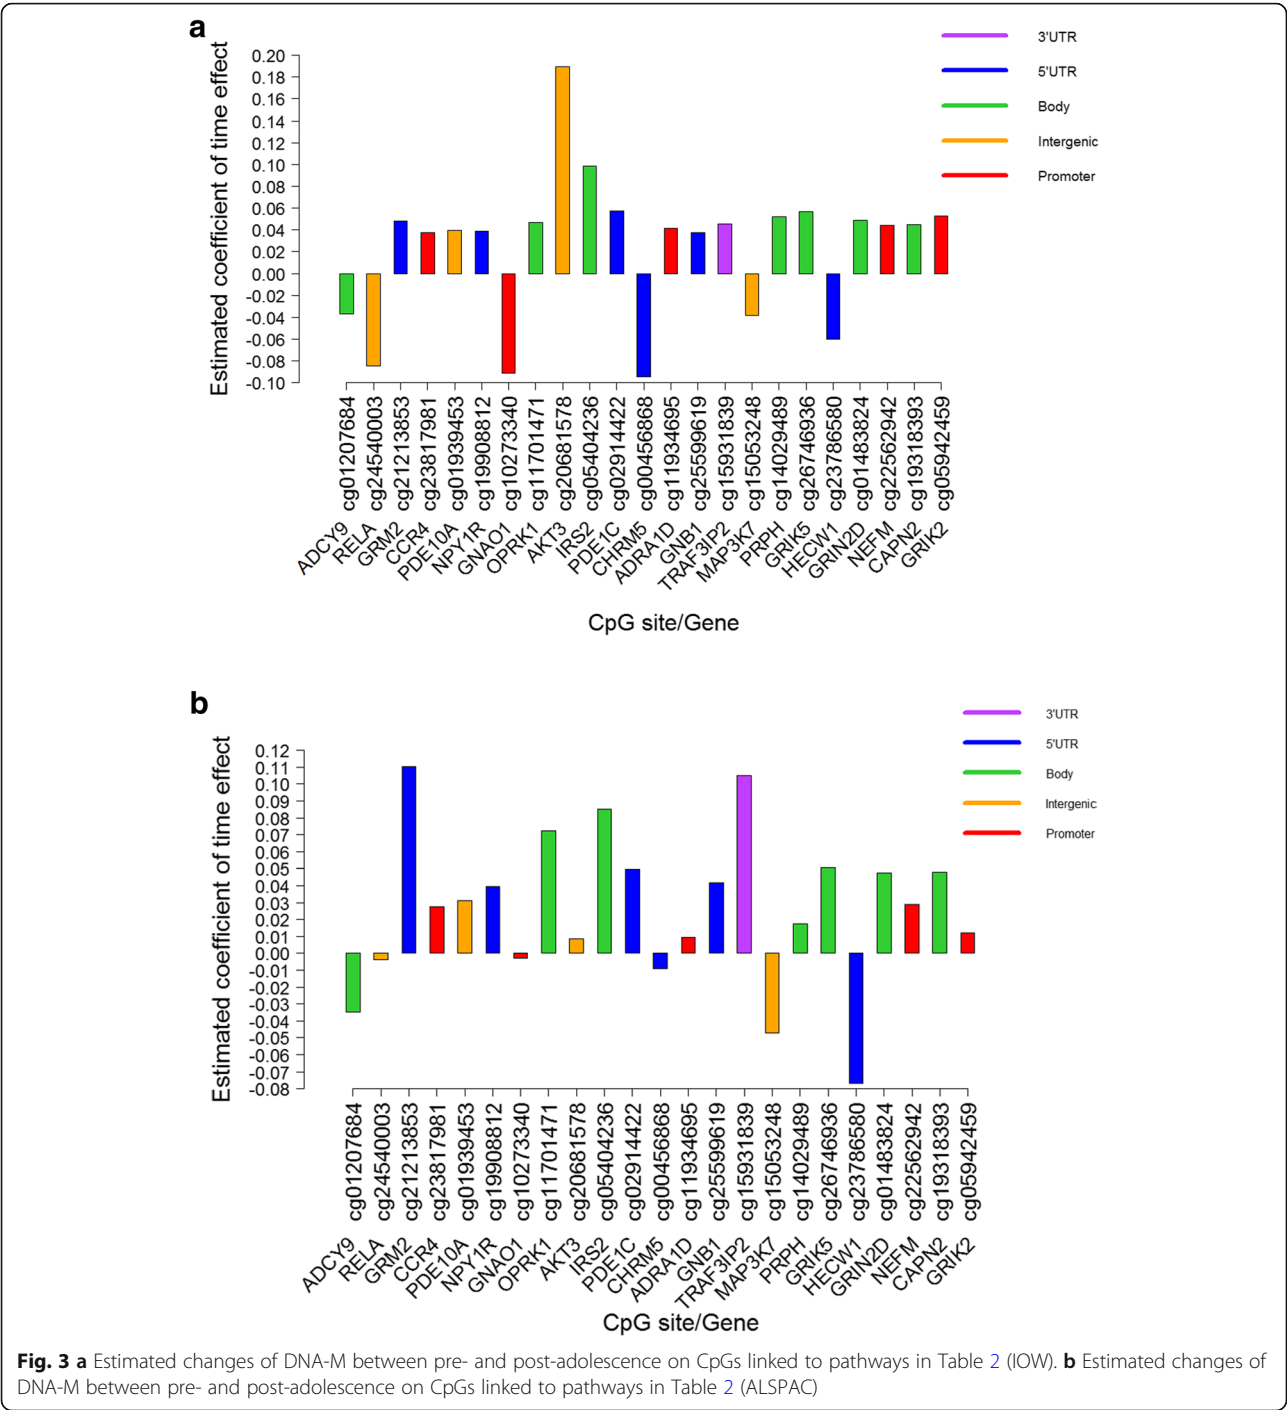 a
3'UTR
5'UTR
Body
Intergenic
Promoter
Estimated coefficient of time effect
0.20
0.18
0.16
0.14
0.12
0.10
0.08
0.06
0.04
0.02
0.00
-0.02
-0.04
-0.06
-0.08
-0.10
cg01207684
cg24540003
cg21213853
cg23817981
cg01939453
cg19908812
cg10273340
cg11701471
cg20681578
cg05404236
cg02914422
cg00456868
cg11934695
cg25599619
cg15931839
cg15053248
cg14029489
cg26746936
cg23786580
cg01483824
cg22562942
cg19318393
cg05942459
ADCY9
RELA
GRM2
CCR4
PDE10A
NPY1R
GNAO1
OPRK1
AKT3
IRS2
PDE1C
CHRM5
ADRA1D
GNB1
TRAF3IP2
MAP3K7
PRPH
GRIK5
HECW1
GRIN2D
NEFM
CAPN2
GRIK2
CpG site/Gene
b
3'UTR
5'UTR
Body
Intergenic
Promoter
Estimated coefficient of time effect
0.12
0.11
0.10
0.09
0.08
0.07
0.06
0.05
0.04
0.03
0.02
0.01
0.00
-0.01
-0.02
-0.03
-0.04
-0.05
-0.06
-0.07
-0.08
cg01207684
cg24540003
cg21213853
cg23817981
cg01939453
cg19908812
cg10273340
cg11701471
cg20681578
cg05404236
cg02914422
cg00456868
cg11934695
cg25599619
cg15931839
cg15053248
cg14029489
cg26746936
cg23786580
cg01483824
cg22562942
cg19318393
cg05942459
ADCY9
RELA
GRM2
CCR4
PDE10A
NPY1R
GNAO1
OPRK1
AKT3
IRS2
PDE1C
CHRM5
ADRA1D
GNB1
TRAF3IP2
MAP3K7
PRPH
GRIK5
HECW1
GRIN2D
NEFM
CAPN2
GRIK2
CpG site/Gene
Fig. 3 a Estimated changes of DNA-M between pre- and post-adolescence on CpGs linked to pathways in Table 2 (IOW). b Estimated changes of
DNA-M between pre- and post-adolescence on CpGs linked to pathways in Table 2 (ALSPAC)